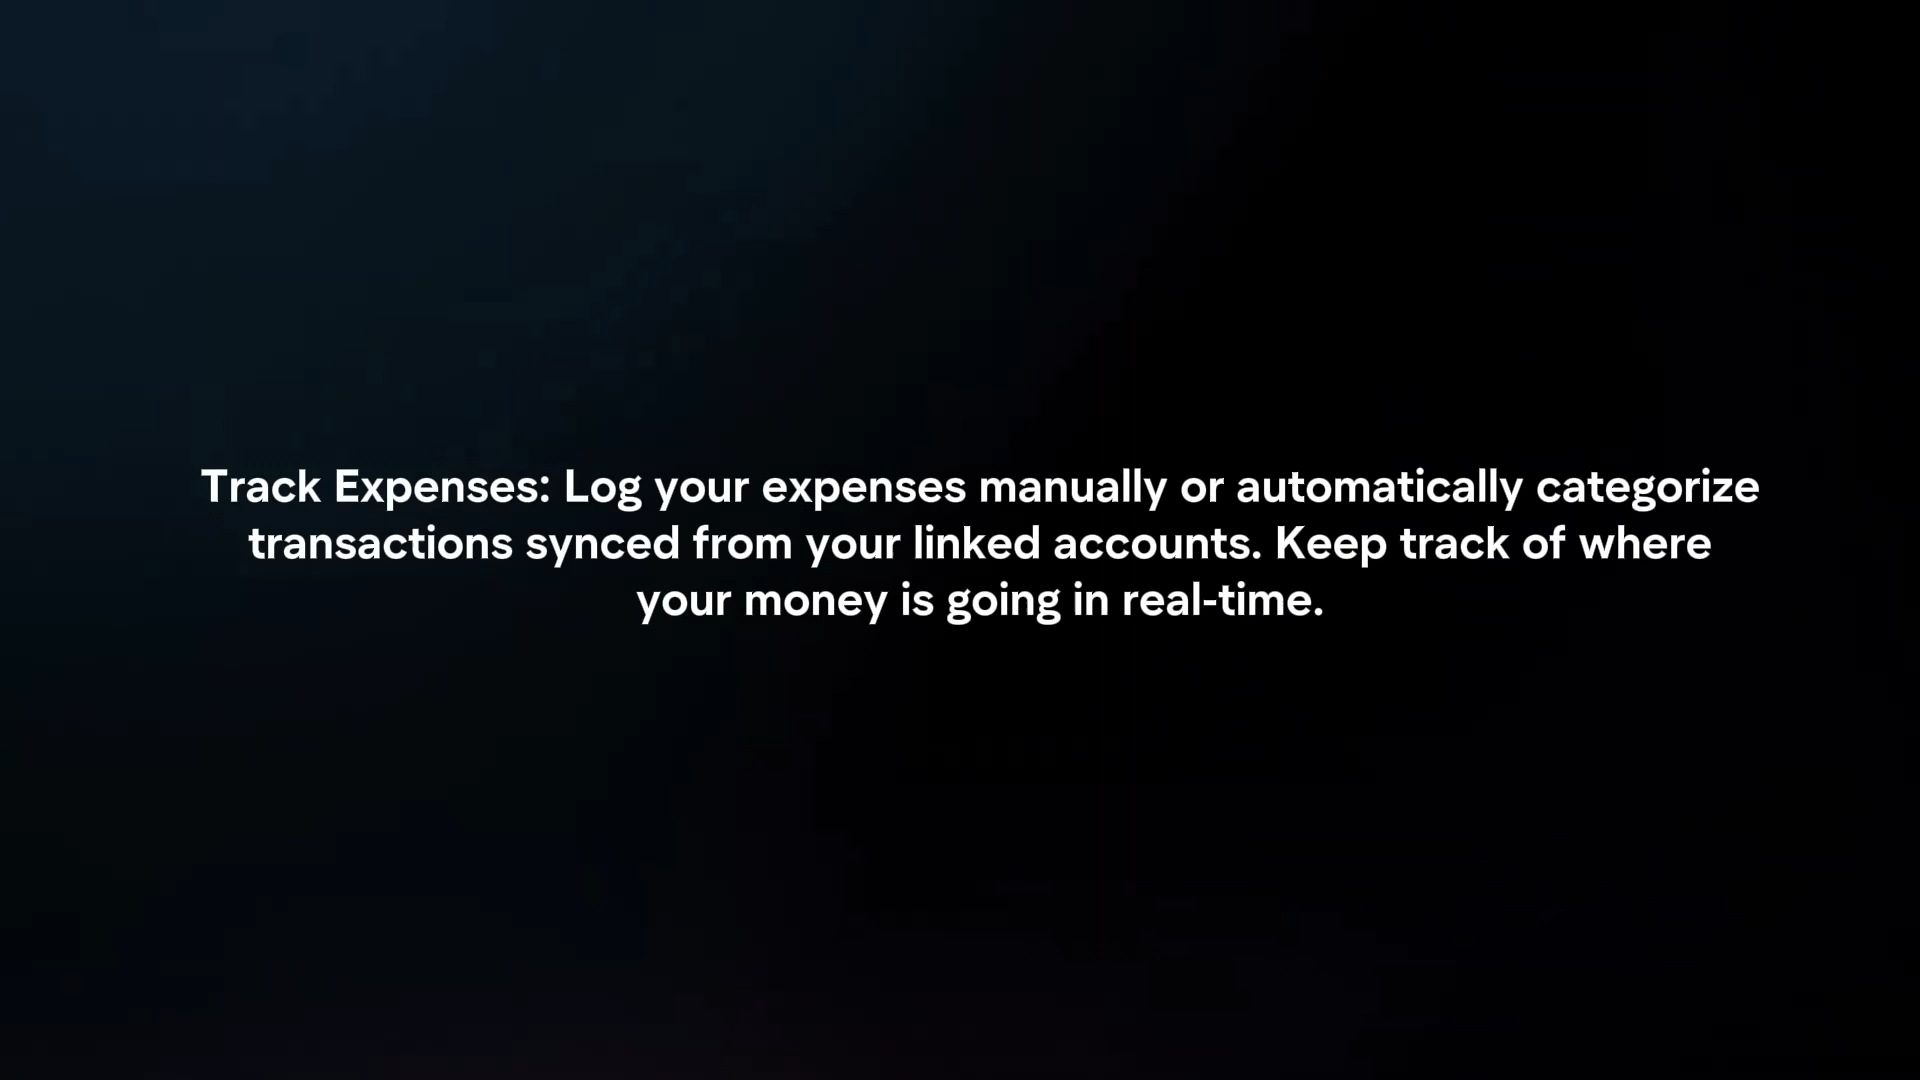 Track Expenses: Log your expenses manually or automatically categorize
transactions synced from your linked accounts. Keep track of where
your money is going in real-time.